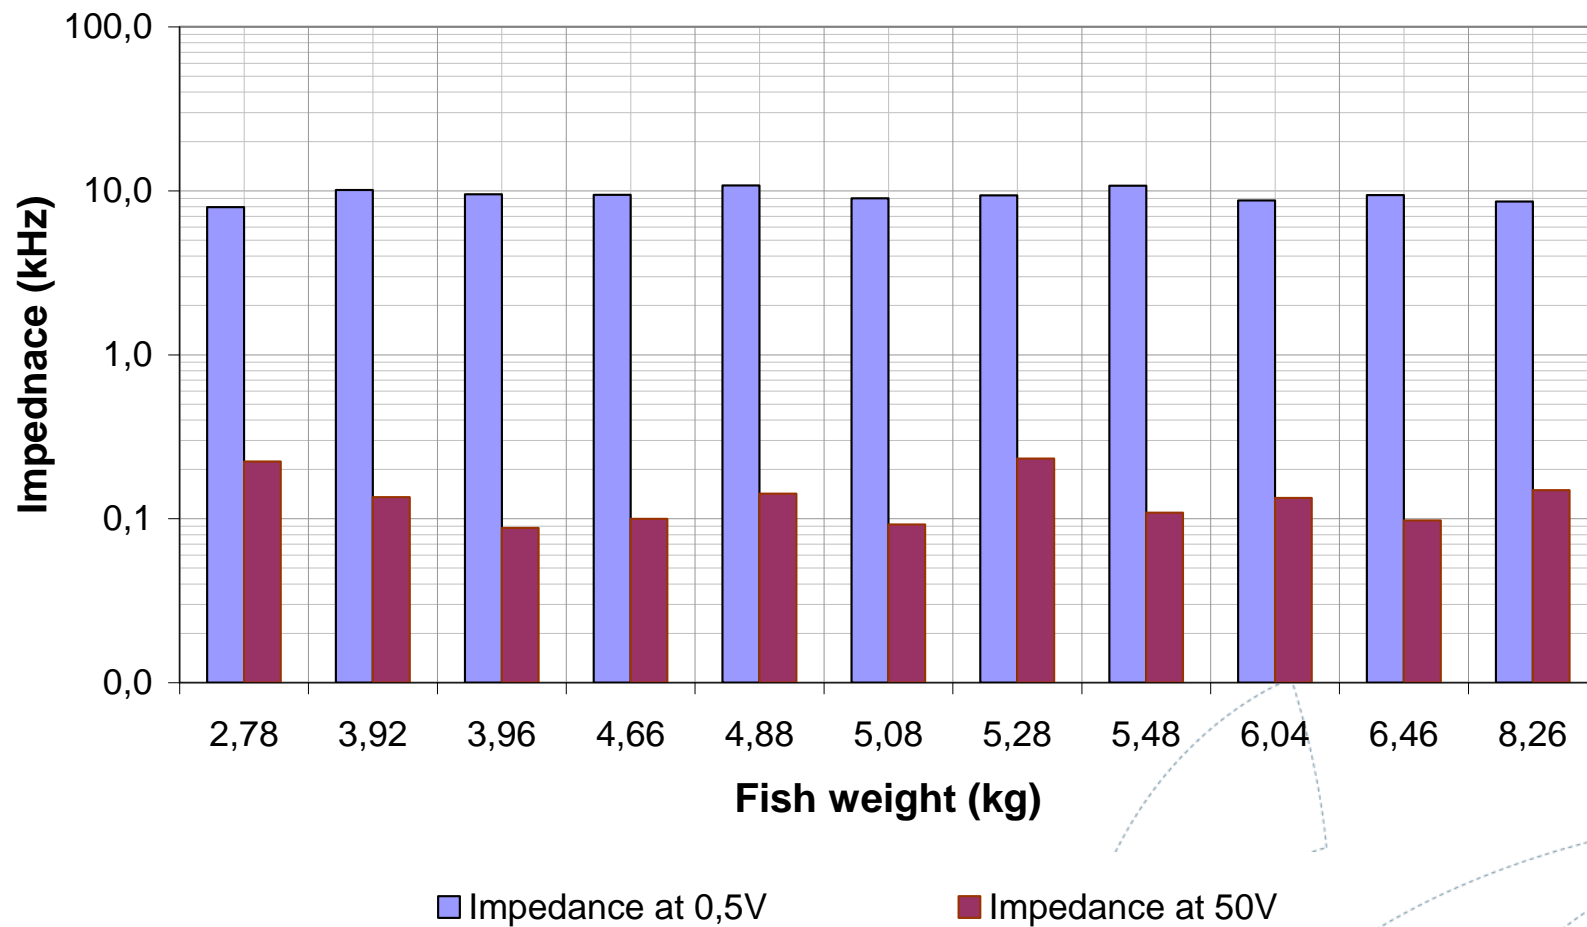 100,0
10,0
1,0
0,1
0,0
Impednace (kHz)
2,78 3,92 3,96 4,66 4,88 5,08 5,28 5,48 6,04 6,46 8,26
Fish weight (kg)
Impedance at 0,5V Impedance at 50V